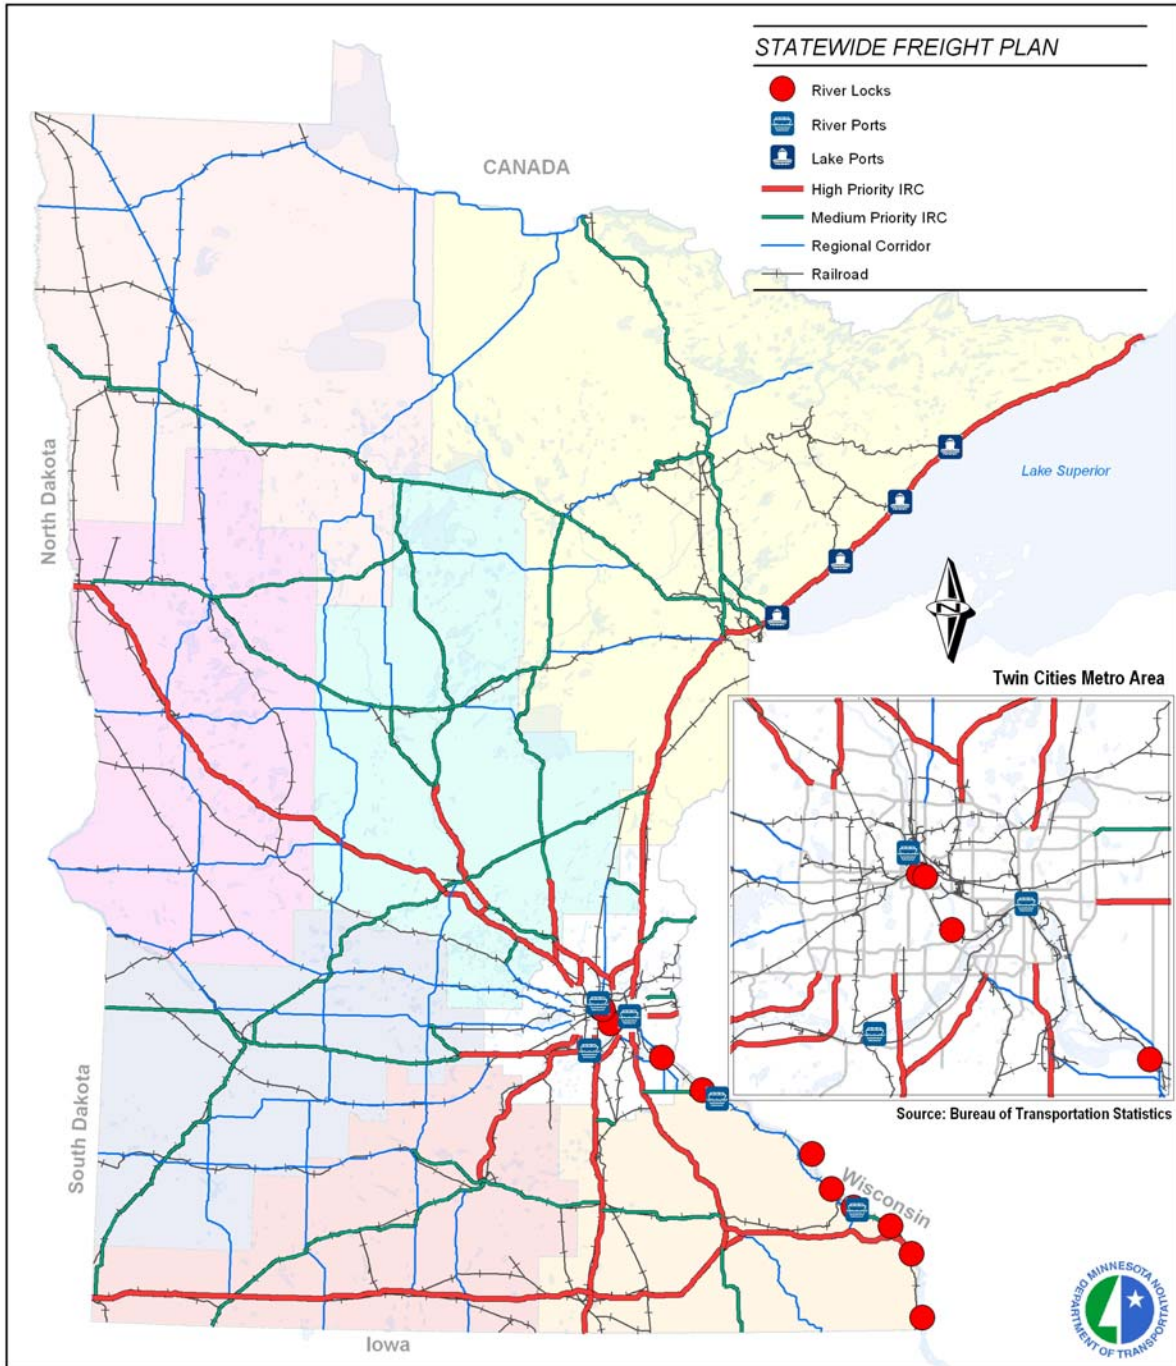 STATEWIDE FREIGHT PLAN
River Locks
River Ports
Lake Ports
High Priority IRC
Medium Priority IRC
Regional Corridor
Railroad
CANADA
North Dakota
Lake Superior
N
Twin Cities Metro Area
South Dakota
Source: Bureau of Transportation Statistics
Wisconsin
Iowa
MINNESOTA
DEPARTMENT OF TRANSPORTATION